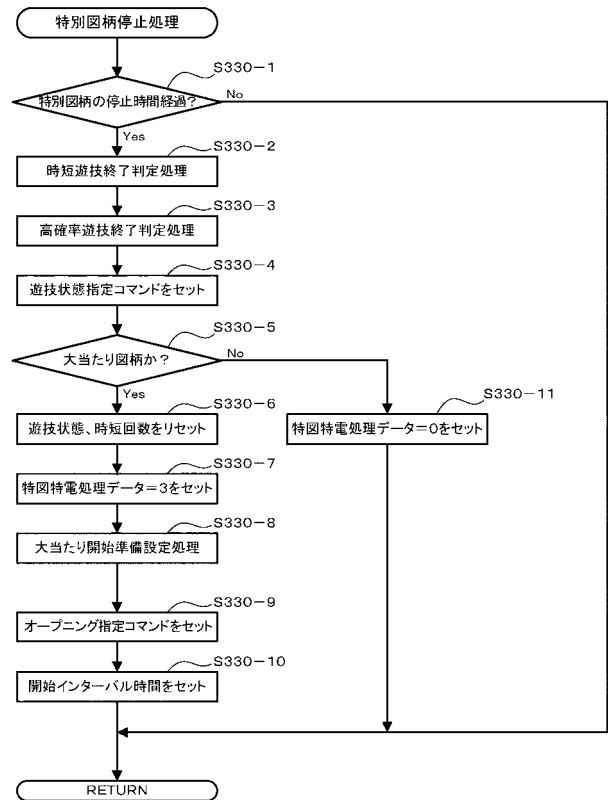 特別図柄停止処理
S330-1
特別図柄の停止時間経過?
No
Yes
S330-2
時短遊技終了判定処理
S330-3
高確率遊技終了判定処理
S330-4
遊技状態指定コマンドをセット
S330-5
大当たり図柄か?
No
Yes
S330-6
遊技状態、時短回数をリセット
S330-11
特図特電処理データ=0をセット
S330-7
特図特電処理データ=3をセット
S330-8
大当たり開始準備設定処理
S330-9
オープニング指定コマンドをセット
S330-10
開始インターバル時間をセット
RETURN